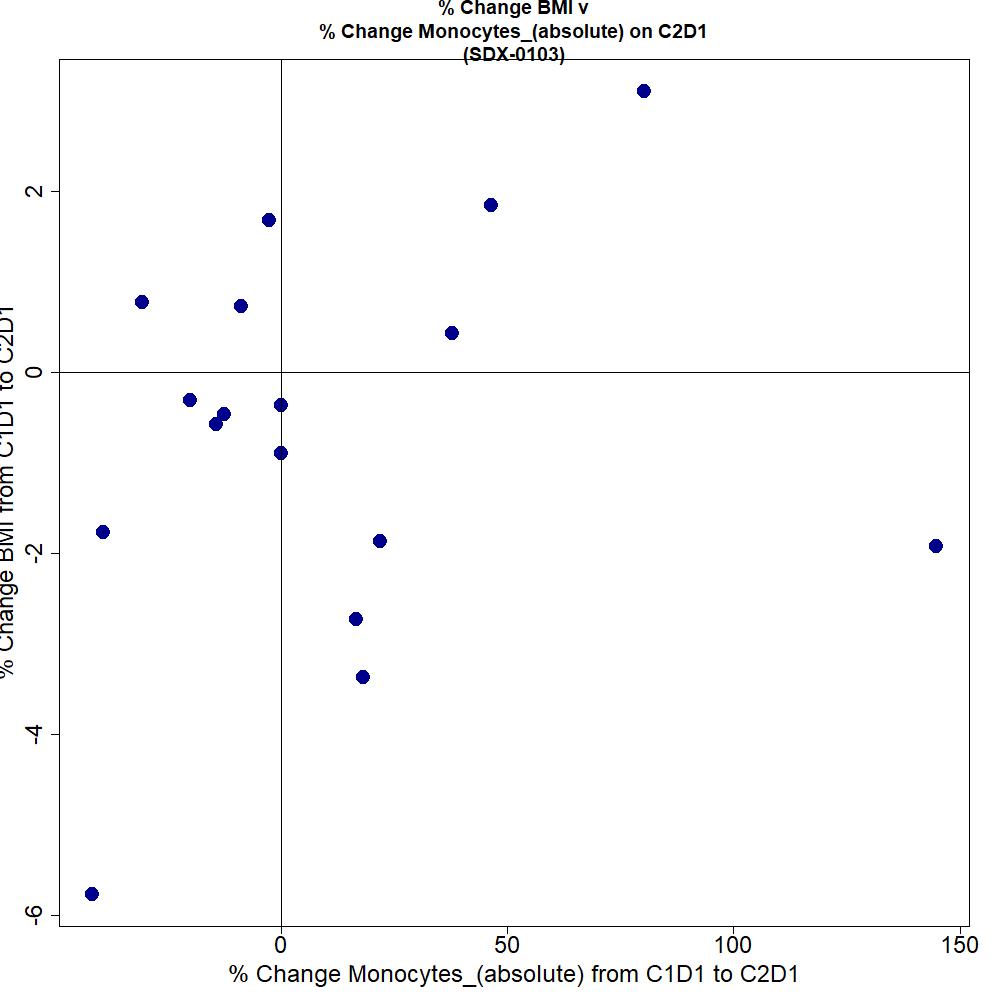 % Change BMI v
% Change Monocytes_(absolute) on C2D1
(SDX-0103)
% Change BMI from C1D1 to C2D1
2
0
-2
-4
-6
0
50
100
150
% Change Monocytes_(absolute) from C1D1 to C2D1